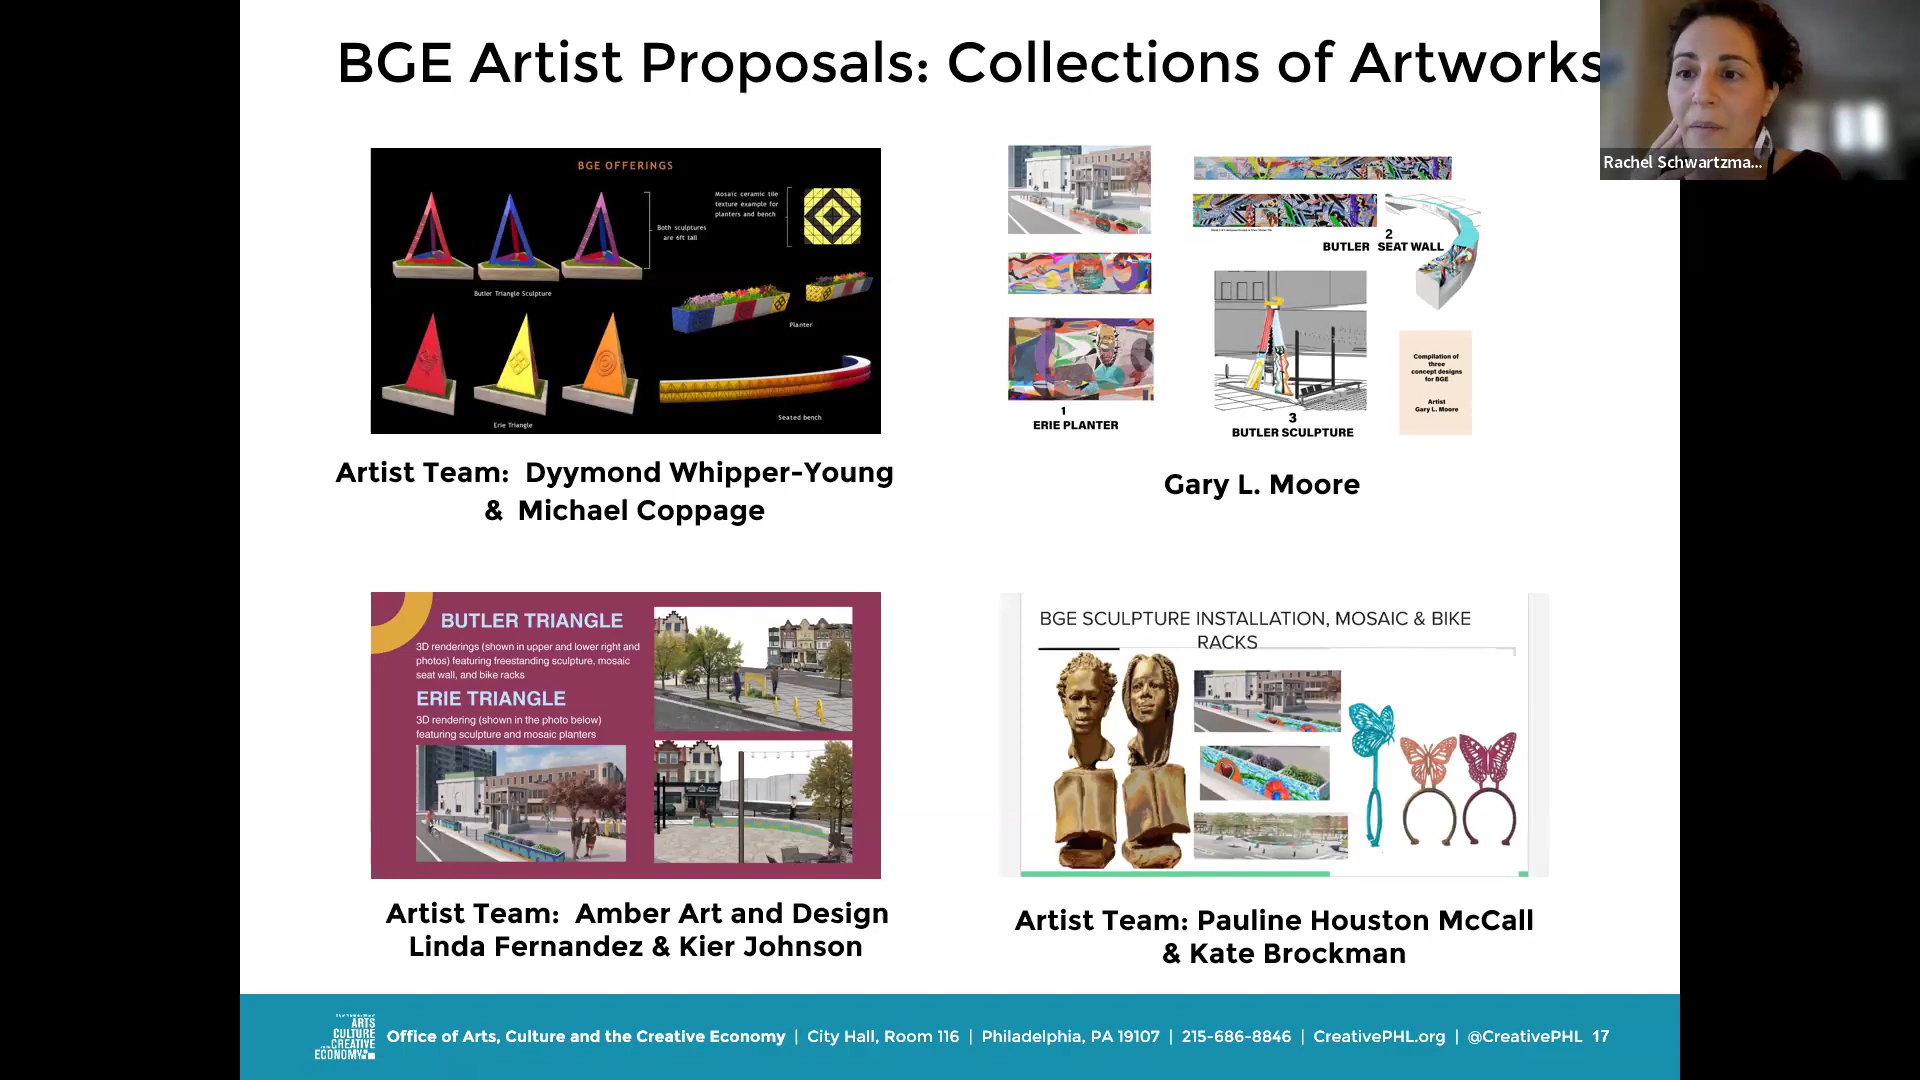 BGE Artist Proposals: Collections of Artworks
Rachel Schwartzma...
BGE OFFERINGS
Mosaic ceramic tile
texture example for
planters and bench
Both sculptures
are 6ft tall
Butler Triangle Sculpture
Planter
Erie Triangle
Seated bench
Artist Team: Dyymond Whipper-Young
& Michael Coppage
1
ERIE PLANTER
2
BUTLER SEAT WALL
3
BUTLER SCULPTURE
Compilation of
three
concept designs
for BGE
Artist
Gary L. Moore
Gary L. Moore
BUTLER TRIANGLE
3D renderings (shown in upper and lower right and
photos) featuring freestanding sculpture, mosaic
seat wall, and bike racks
ERIE TRIANGLE
3D rendering (shown in the photo below)
featuring sculpture and mosaic planters
Artist Team: Amber Art and Design
Linda Fernandez & Kier Johnson
BGE SCULPTURE INSTALLATION, MOSAIC & BIKE
RACKS
Artist Team: Pauline Houston McCall
& Kate Brockman
ARTS
CULTURE
CREATIVE
ECONOMY
Office of Arts, Culture and the Creative Economy | City Hall, Room 116 | Philadelphia, PA 19107 | 215-686-8846 | CreativePHL.org | @CreativePHL 17